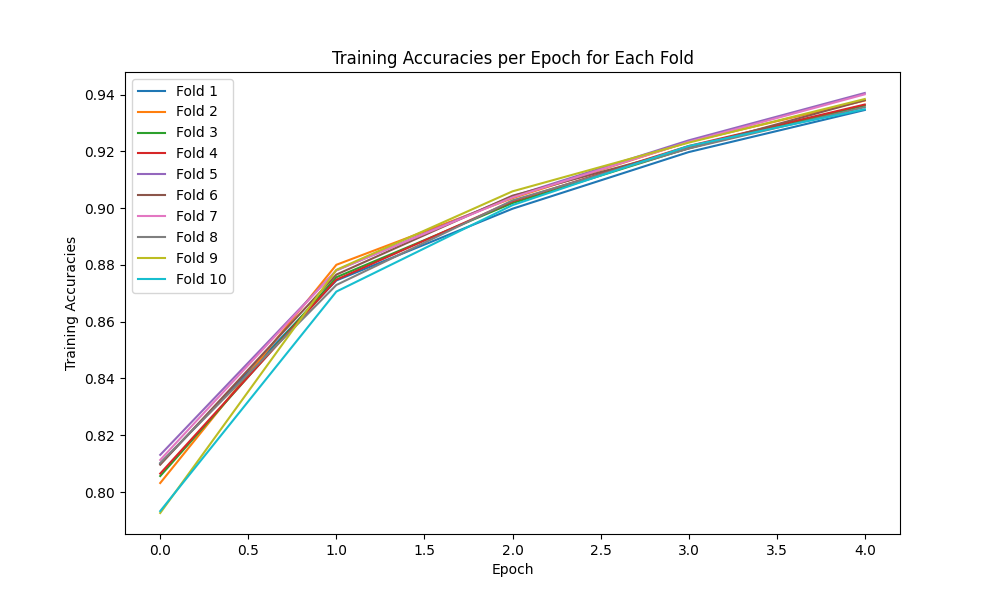 Training Accuracies per Epoch for Each Fold
Training Accuracies
0.94
0.92
0.90
0.88
0.86
0.84
0.82
0.80
Fold 1
Fold 2
Fold 3
Fold 4
Fold 5
Fold 6
Fold 7
Fold 8
Fold 9
Fold 10
0.0 0.5 1.0 1.5 2.0 2.5 3.0 3.5 4.0
Epoch